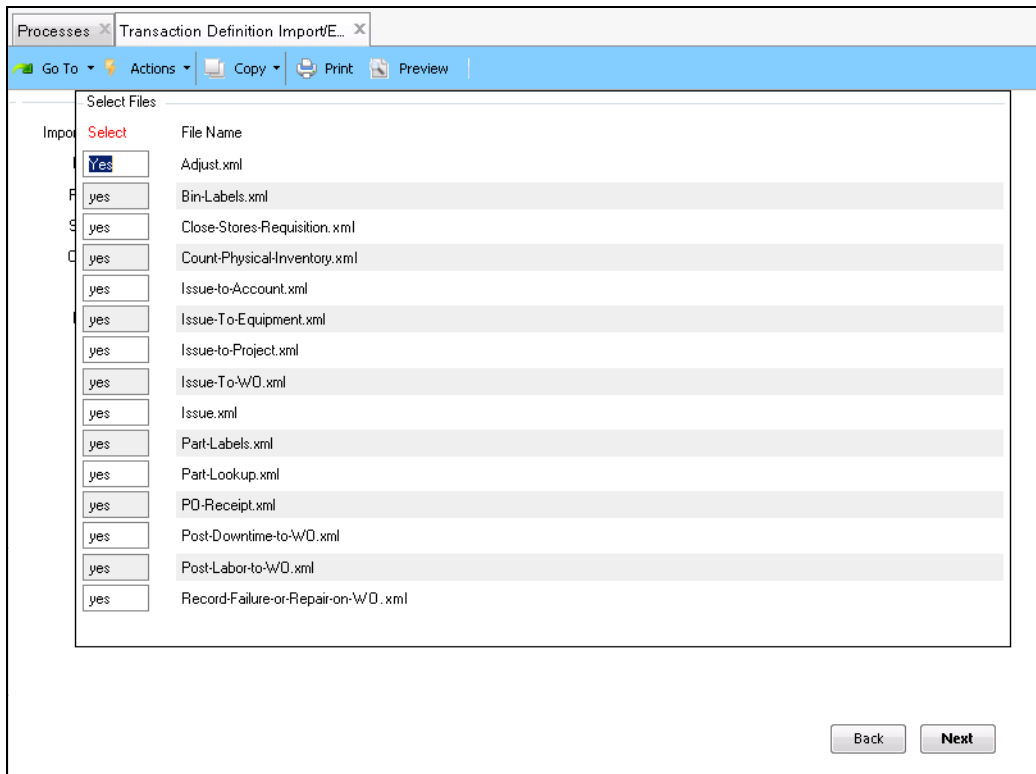 Processes Transaction Definition Import/E...
Go To Actions Copy Print Preview
Select Files
Impor Select File Name
Yes Adjust.xml
yes Bin-Labels.xml
yes Close-Stores-Requisition.xml
yes Count-Physical-Inventory.xml
yes Issue-to-Account.xml
yes Issue-To-Equipment.xml
yes Issue-to-Project.xml
yes Issue-To-WO.xml
yes Issue.xml
yes Part-Labels.xml
yes Part-Lookup.xml
yes PO-Receipt.xml
yes Post-Downtime-to-WO.xml
yes Post-Labor-to-WO.xml
yes Record-Failure-or-Repair-on-WO.xml
Back Next